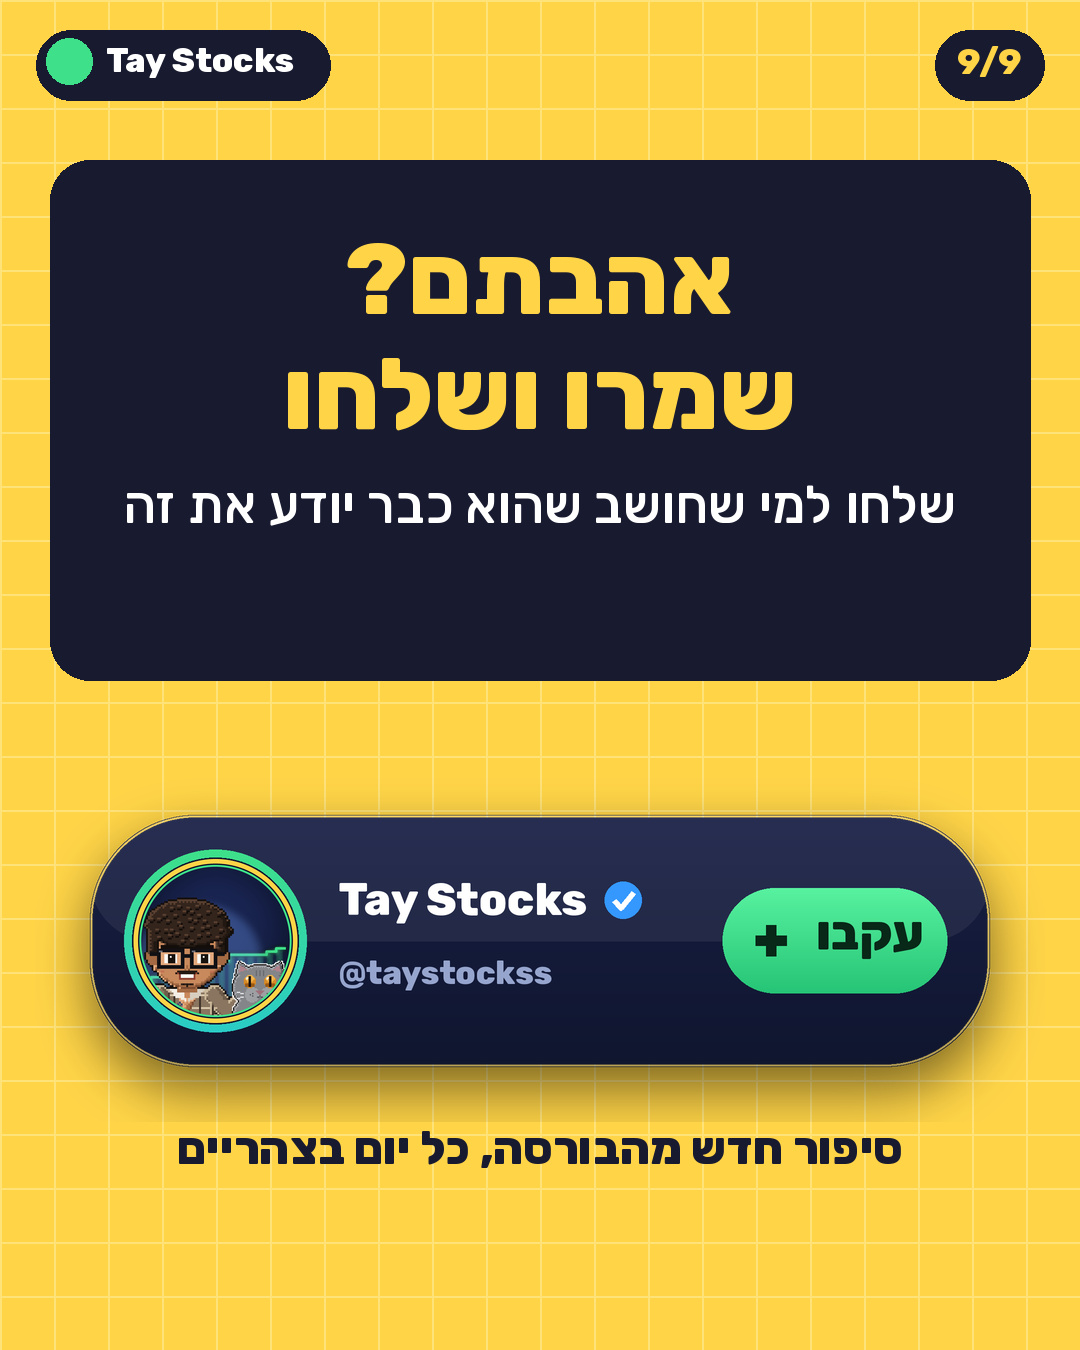 Tay Stocks
9/9
אהבתם?
שמרו ושלחו
שלחו למי שחושב שהוא כבר יודע את זה
Tay Stocks
@taystockss
עקבו +
סיפור חדש מהבורסה, כל יום בצהריים